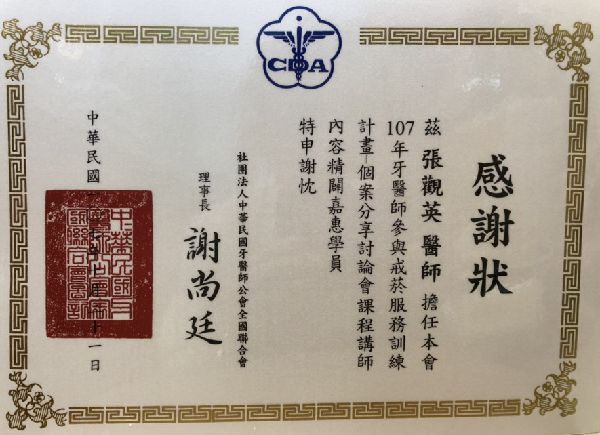 CDA
感謝狀
茲 張觀英 醫師 擔任本會
107年牙醫師參與戒菸服務訓練
計畫-個案分享討論會課程講師
內容精闢嘉惠學員
特申謝忱
社團法人中華民國牙醫師公會全國聯合會
理事長 謝尚廷
中華民國 十一日